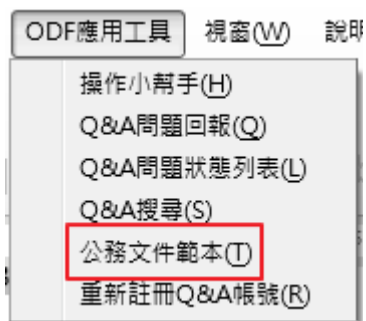 ODF應用工具 視窗(W) 說明
操作小幫手(H)
Q&A問題回報(Q)
Q&A問題狀態列表(L)
Q&A搜尋(S)
公務文件範本(T)
重新註冊Q&A帳號(R)